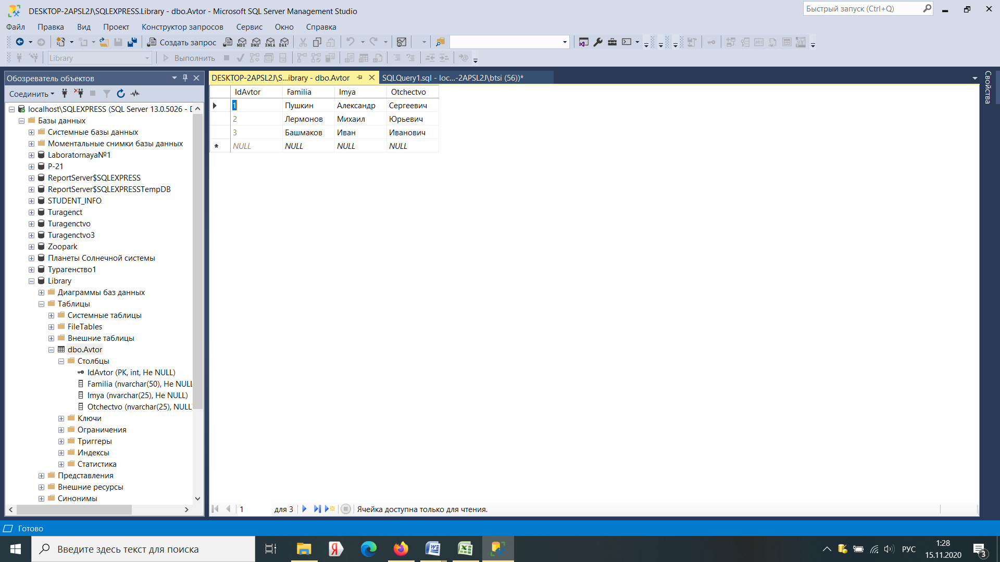 DESKTOP-2APSL2J\SQLEXPRESS.Library - dbo.Avtor - Microsoft SQL Server Management Studio
Быстрый запуск (Ctrl+Q)
Файл Правка Вид Проект Конструктор запросов Сервис Окно Справка
Создать запрос MDX DMX XMLA DAX
Library Выполнить
Обозреватель объектов
DESKTOP-2APSL2J\S...ibrary - dbo.Avtor SQLQuery1.sql - loc...-2APSL2J\btsi (56))*
Свойства
Соединить
IdAvtor Familia Imya Otchectvo
1 Пушкин Александр Сергеевич
2 Лермонов Михаил Юрьевич
3 Башмаков Иван Иванович
NULL NULL NULL NULL
localhost\SQLEXPRESS (SQL Server 13.0.5026 - D
Базы данных
Системные базы данных
Моментальные снимки базы данных
Laboratornaya№1
P-21
ReportServer$SQLEXPRESS
ReportServer$SQLEXPRESSTempDB
STUDENT_INFO
Turagenct
Turagenctvo
Turagenctvo3
Zoopark
Планеты Солнечной системы
Турагенство1
Library
Диаграммы баз данных
Таблицы
Системные таблицы
FileTables
Внешние таблицы
dbo.Avtor
Столбцы
IdAvtor (PK, int, Не NULL)
Familia (nvarchar(50), Не NULL
Imya (nvarchar(25), Не NULL)
Otchectvo (nvarchar(25), NULL)
Ключи
Ограничения
Триггеры
Индексы
Статистика
Представления
Внешние ресурсы
Синонимы
1 для 3 Ячейка доступна только для чтения.
Готово
Введите здесь текст для поиска
РУС
1:28
15.11.2020
3